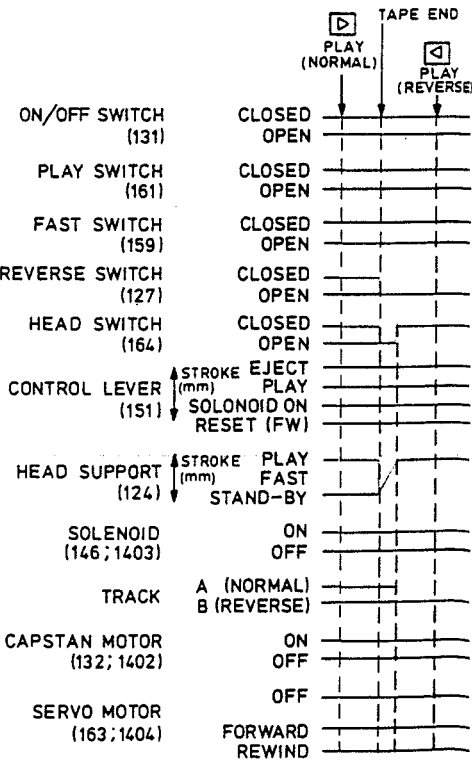 TAPE END
PLAY
(NORMAL)
PLAY
(REVERSE)
ON/OFF SWITCH
(131)
CLOSED
OPEN
PLAY SWITCH
(161)
CLOSED
OPEN
FAST SWITCH
(159)
CLOSED
OPEN
REVERSE SWITCH
(127)
CLOSED
OPEN
HEAD SWITCH
(164)
CLOSED
OPEN
CONTROL LEVER
(151)
STROKE
(mm)
EJECT
PLAY
SOLONOID ON
RESET (FW)
HEAD SUPPORT
(124)
STROKE
(mm)
PLAY
FAST
STAND-BY
SOLENOID
(146;1403)
ON
OFF
TRACK
A (NORMAL)
B (REVERSE)
CAPSTAN MOTOR
(132;1402)
ON
OFF
SERVO MOTOR
(163;1404)
OFF
FORWARD
REWIND